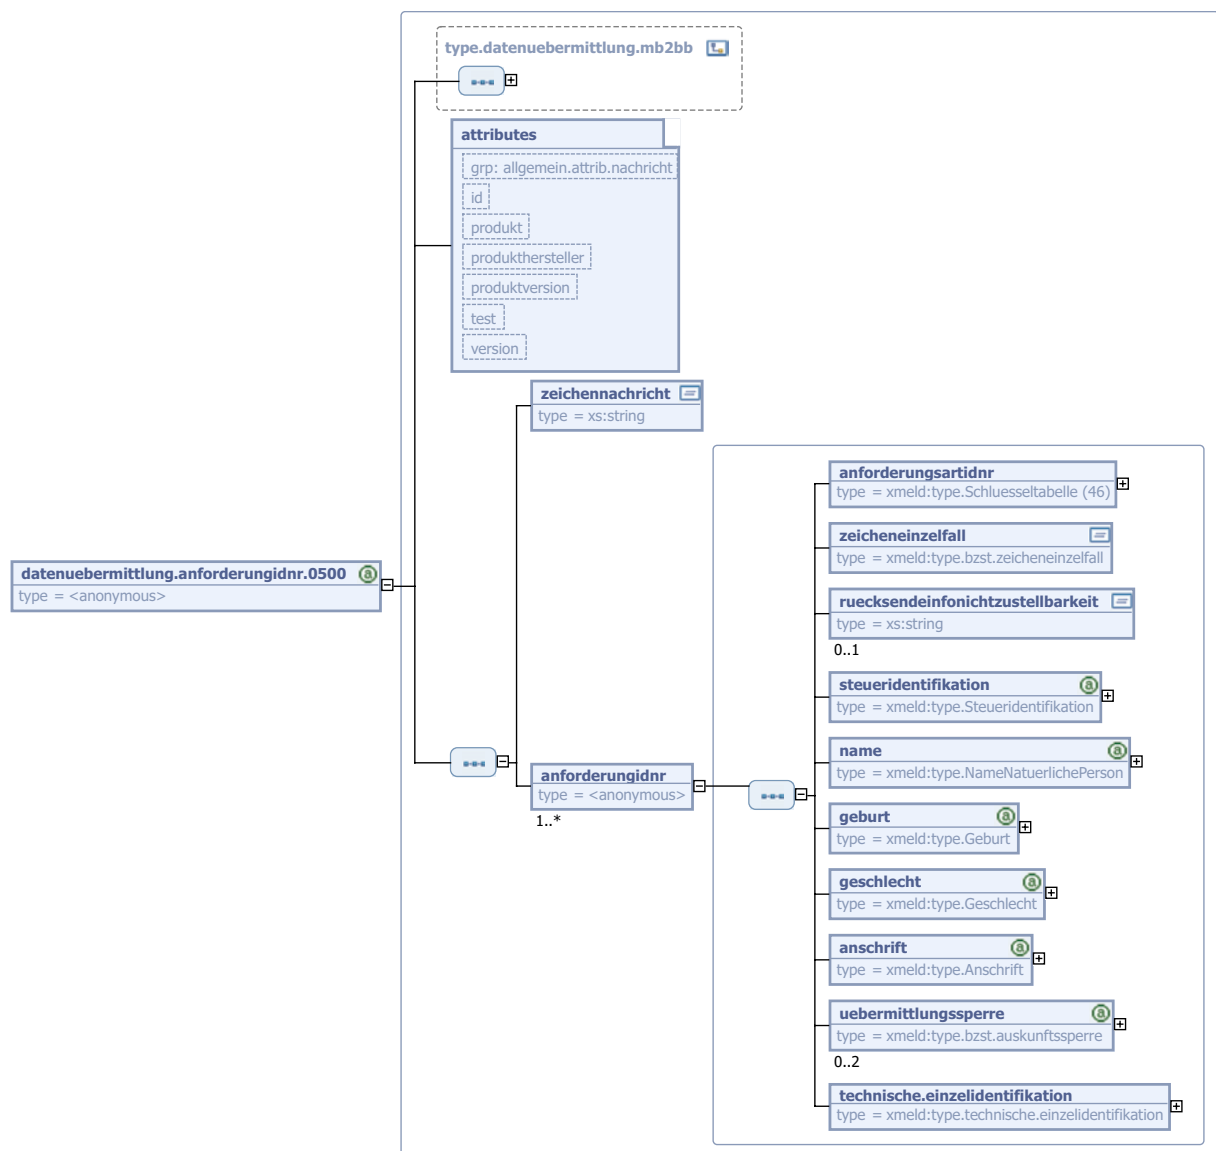 type.datenuebermittlung.mb2bb
attributes
grp: allgemein.attrib.nachricht
id
produkt
produkthersteller
produktversion
test
version
zeichennachricht
type = xs:string
datenuebermittlung.anforderungidnr.0500
type = <anonymous>
anforderungidnr
type = <anonymous>
1..*
anforderungsartidnr
type = xmeld:type.Schluesseltabelle (46)
zeicheneinzelfall
type = xmeld:type.bzst.zeicheneinzelfall
ruecksendeinfonichtzustellbarkeit
type = xs:string
0..1
steueridentifikation
type = xmeld:type.Steueridentifikation
name
type = xmeld:type.NameNatuerlichePerson
geburt
type = xmeld:type.Geburt
geschlecht
type = xmeld:type.Geschlecht
anschrift
type = xmeld:type.Anschrift
uebermittlungssperre
type = xmeld:type.bzst.auskunftssperre
0..2
technische.einzelidentifikation
type = xmeld:type.technische.einzelidentifikation